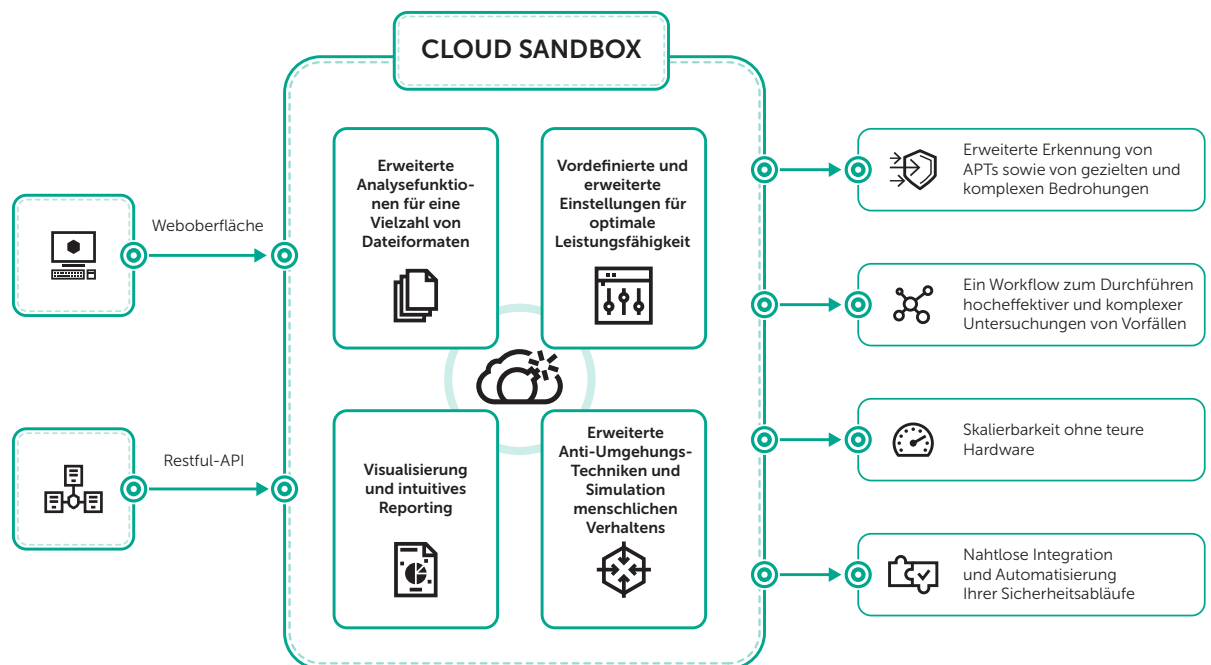 CLOUD SANDBOX
Weboberfläche
Restful-API
Erweiterte
Analysefunktio-
nen für eine
Vielzahl von
Dateiformaten
Vordefinierte und
erweiterte
Einstellungen für
optimale
Leistungsfähigkeit
Visualisierung
und intuitives
Reporting
Erweiterte
Anti-Umgehungs-
Techniken und
Simulation
menschlichen
Verhaltens
Erweiterte Erkennung von
APTs sowie von gezielten und
komplexen Bedrohungen
Ein Workflow zum Durchführen
hocheffektiver und komplexer
Untersuchungen von Vorfällen
Skalierbarkeit ohne teure
Hardware
Nahtlose Integration
und Automatisierung
Ihrer Sicherheitsabläufe